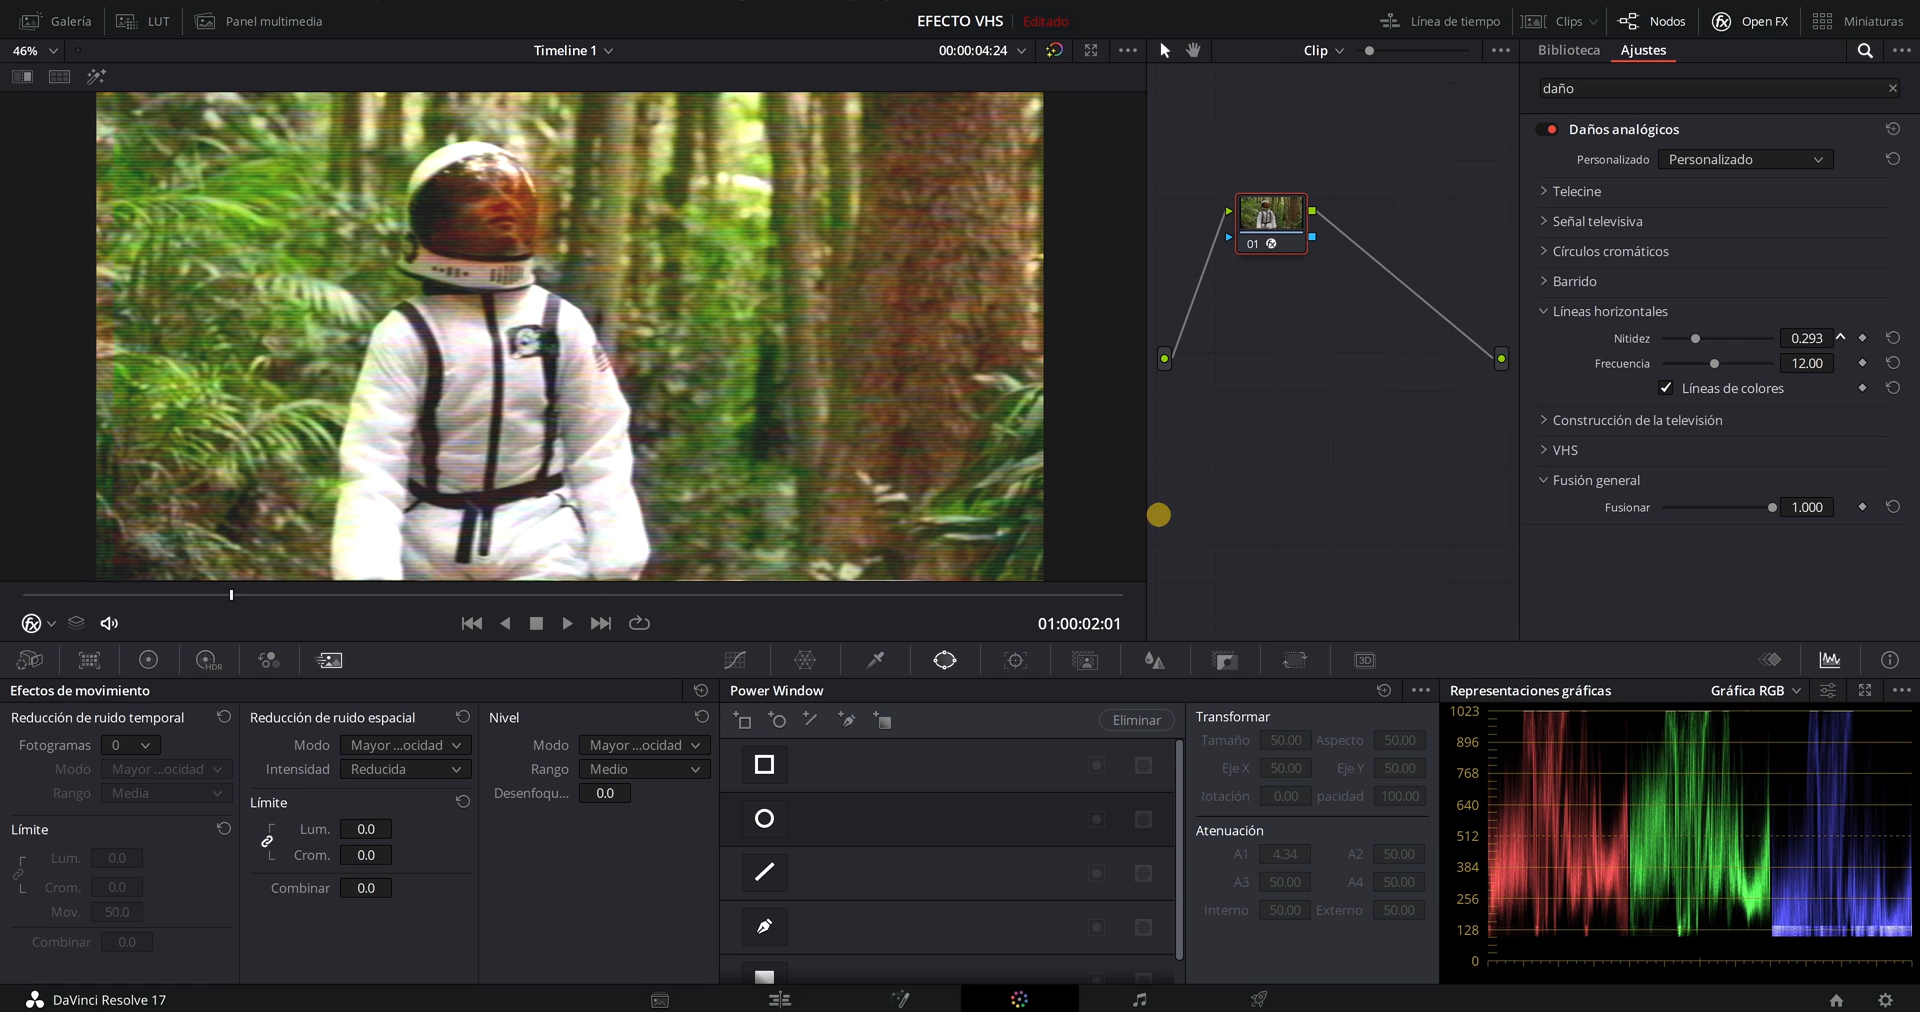 Galería
LUT
Panel multimedia
EFECTO VHS
Editado
Línea de tiempo
Clips
Nodos
Open FX
Miniaturas
46%
Timeline 1
00:00:04:24
Clip
Biblioteca
Ajustes
daño
Daños analógicos
Personalizado Personalizado
Telecine
Señal televisiva
Círculos cromáticos
Barrido
Líneas horizontales
Nitidez 0.293
Frecuencia 12.00
Líneas de colores
Construcción de la televisión
VHS
Fusión general
Fusionar 1.000
01
01:00:02:01
HDR
3D
Efectos de movimiento
Reducción de ruido temporal
Fotogramas 0
Modo Mayor ...ocidad
Rango Media
Límite
Lum. 0.0
Crom. 0.0
Mov. 50.0
Combinar 0.0
Reducción de ruido espacial
Modo Mayor ...ocidad
Intensidad Reducida
Límite
Lum. 0.0
Crom. 0.0
Combinar 0.0
Nivel
Modo Mayor ...ocidad
Rango Medio
Desenfoqu... 0.0
Power Window
Eliminar
Transformar
Tamaño 50.00 Aspecto 50.00
Eje X 50.00 Eje Y 50.00
Rotación 0.00 pacidad 100.00
Atenuación
A1 4.34 A2 50.00
A3 50.00 A4 50.00
Interno 50.00 Externo 50.00
Representaciones gráficas
Gráfica RGB
1023
896
768
640
512
384
256
128
0
DaVinci Resolve 17